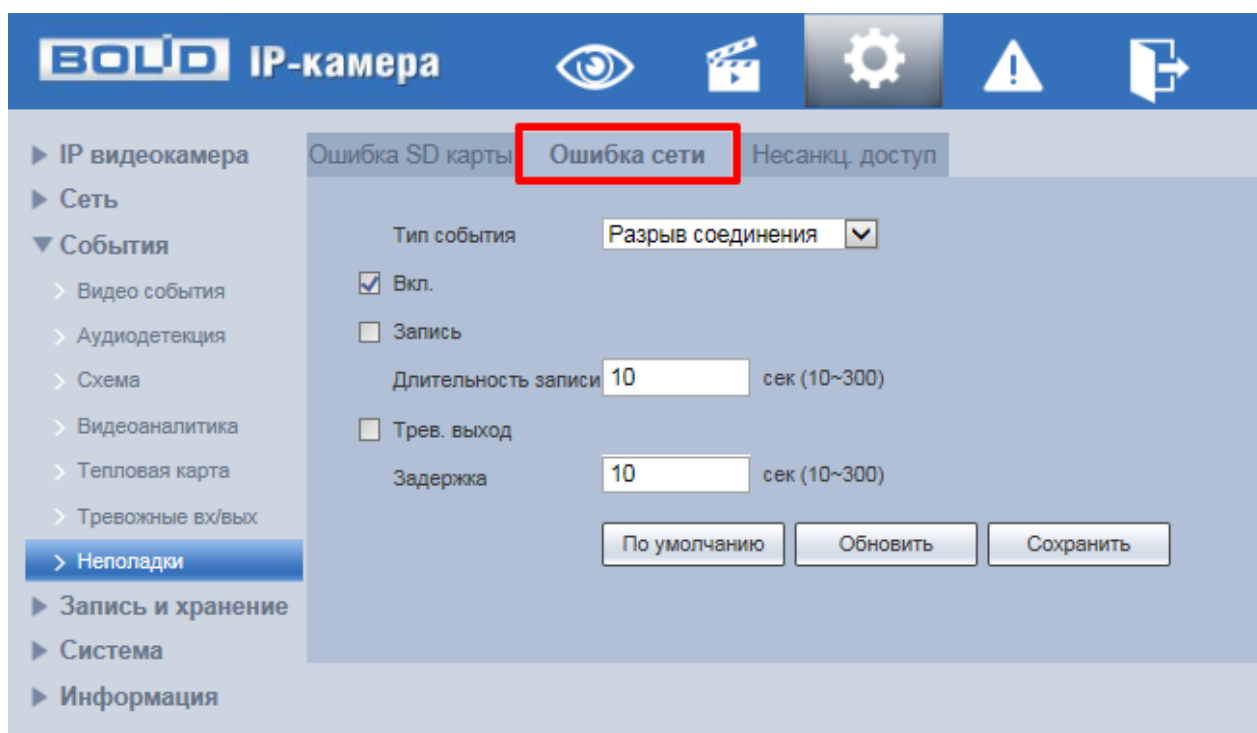 BOLID IP-камера
IP видеокамера
Сеть
События
Видео события
Аудиодетекция
Схема
Видеоаналитика
Тепловая карта
Тревожные вх/вых
Неполадки
Запись и хранение
Система
Информация
Ошибка SD карты Ошибка сети Несанкц. доступ
Тип события Разрыв соединения
Вкл.
Запись
Длительность записи 10 сек (10~300)
Трев. выход
Задержка 10 сек (10~300)
По умолчанию Обновить Сохранить